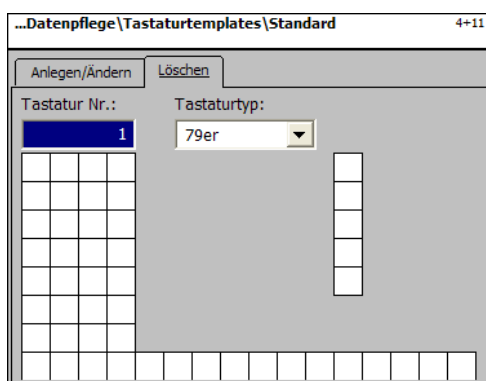 ...Datenpflege\Tastaturtemplates\Standard 4+11
Anlegen/Ändern Löschen
Tastatur Nr.: Tastaturtyp:
1 79er